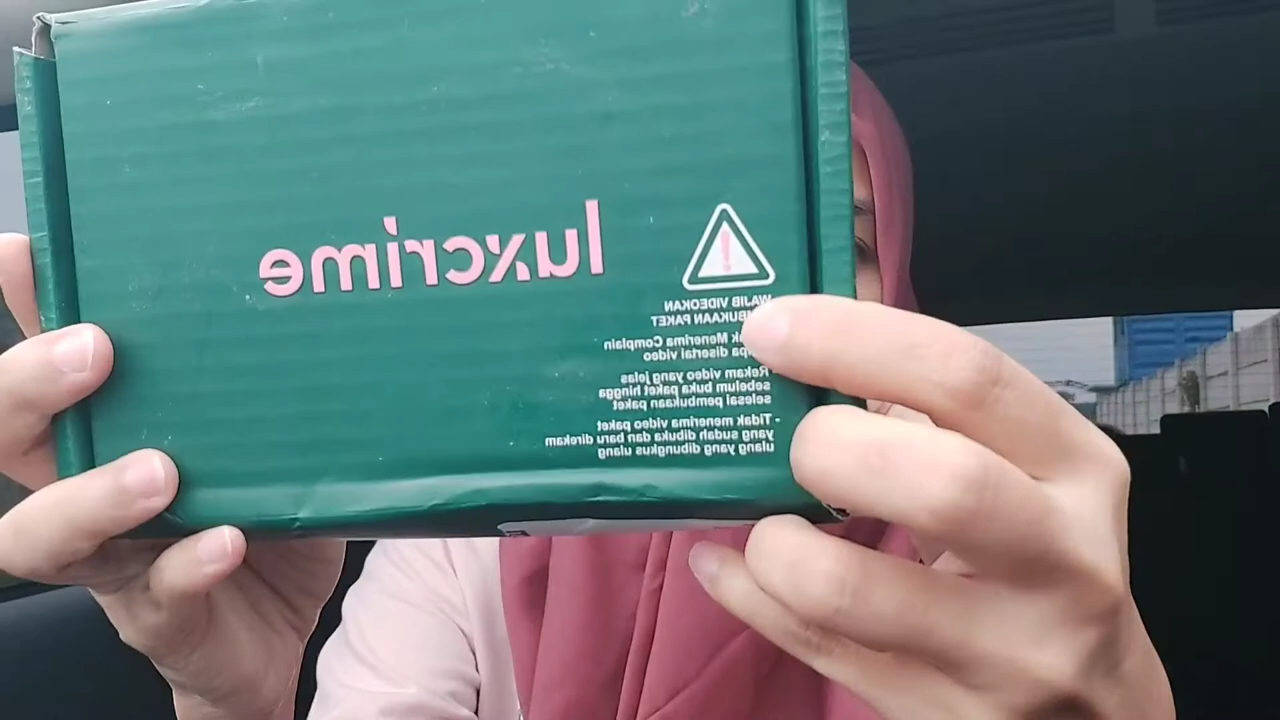 luxcrime
WAJIB VIDEOKAN
PAKET
Menerima Complain
disertai video
- Rekam video yang jelas
sebelum buka paket hingga
selesai pembukaan paket
- Tidak menerima video paket
yang sudah dibuka dan baru direkam
ulang yang dibungkus ulang